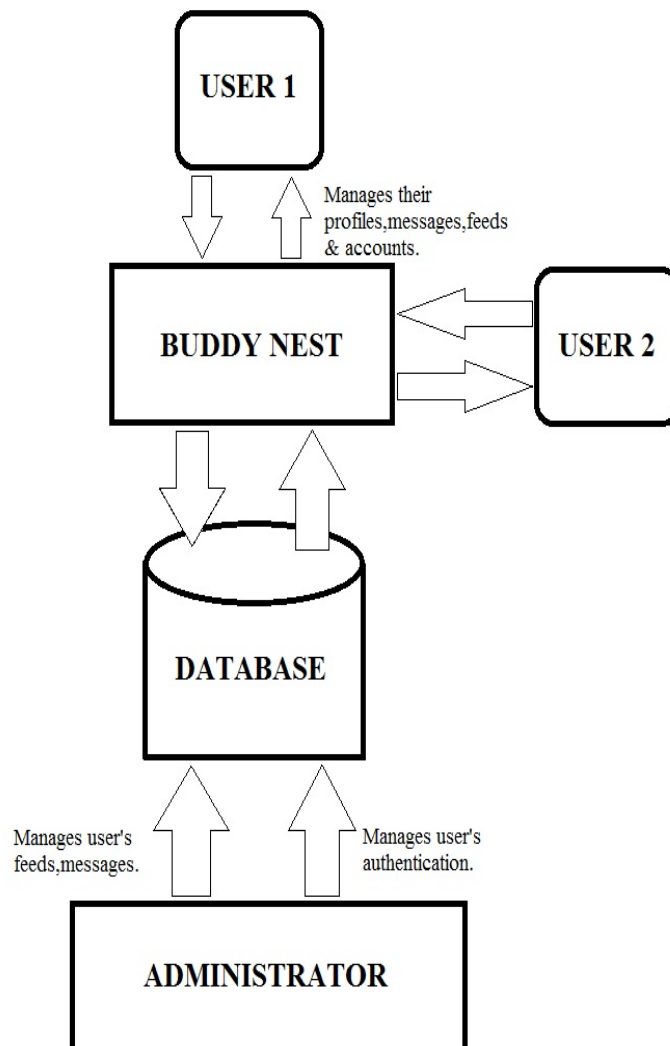 USER 1
Manages their
profiles,messages,feeds
& accounts.
BUDDY NEST
USER 2
DATABASE
Manages user's
feeds,messages.
Manages user's
authentication.
ADMINISTRATOR